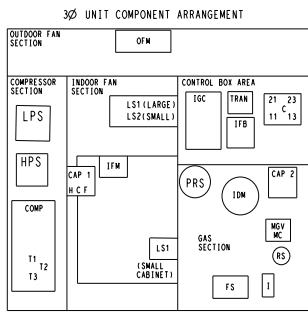 3Ø UNIT COMPONENT ARRANGEMENT
OUTDOOR FAN
SECTION
OFM
COMPRESSOR
SECTION
LPS
HPS
COMP
T1
T2
T3
INDOOR FAN
SECTION
LS1(LARGE)
LS2(SMALL)
IFM
CAP 1
H C F
LS1
(SMALL
CABINET)
CONTROL BOX AREA
IGC
TRAN
IFB
21 23
C
11 13
PRS
IDM
CAP 2
MGV
MC
GAS
SECTION
RS
FS
I